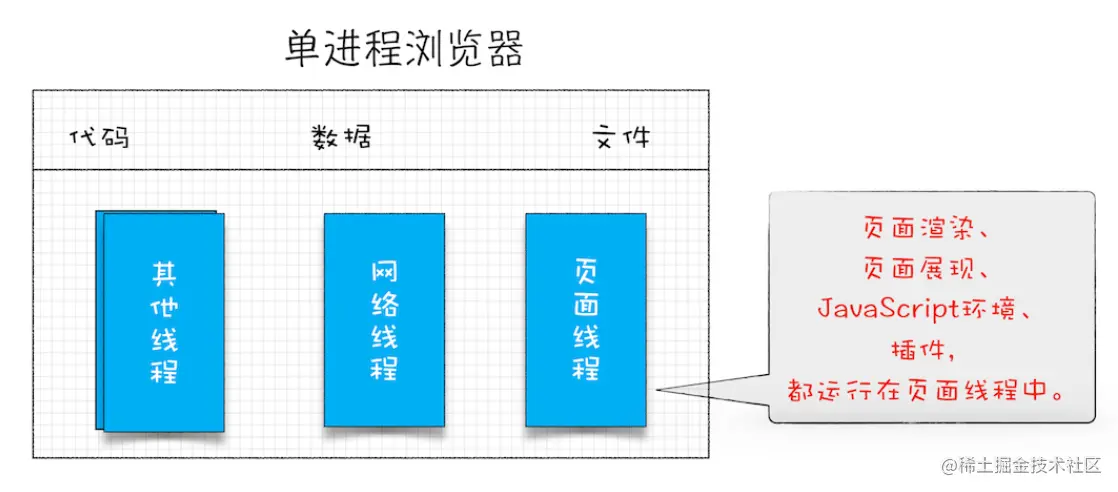 单进程浏览器
代码 数据 文件
其他线程
网络线程
页面线程
页面渲染、
页面展现、
JavaScript环境、
插件，
都运行在页面线程中。
@稀土掘金技术社区